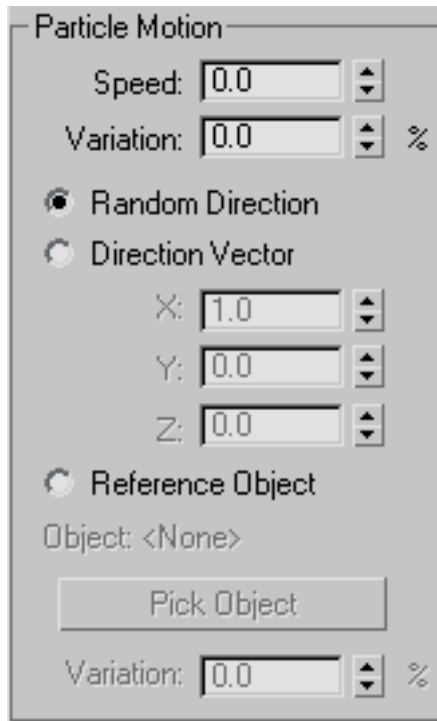 Particle Motion
Speed: 0.0
Variation: 0.0 %
Random Direction
Direction Vector
X: 1.0
Y: 0.0
Z: 0.0
Reference Object
Object: <None>
Pick Object
Variation: 0.0 %